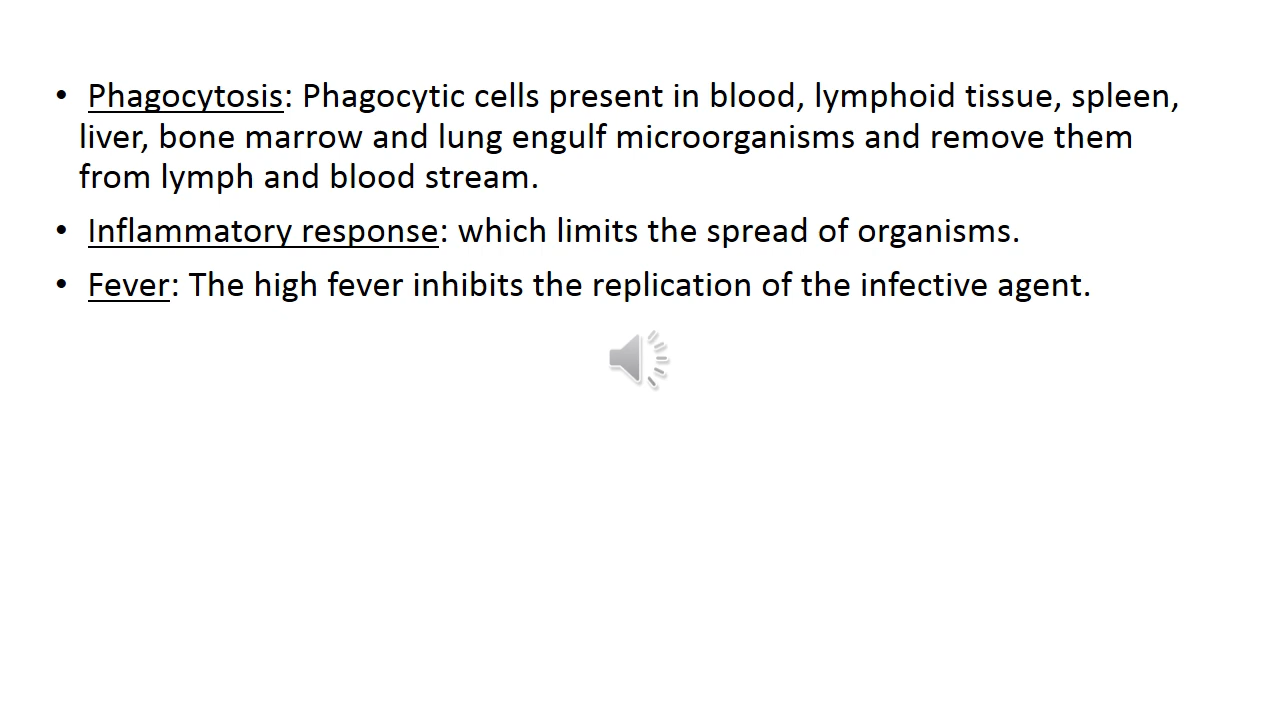 • Phagocytosis: Phagocytic cells present in blood, lymphoid tissue, spleen,
liver, bone marrow and lung engulf microorganisms and remove them
from lymph and blood stream.
• Inflammatory response: which limits the spread of organisms.
• Fever: The high fever inhibits the replication of the infective agent.